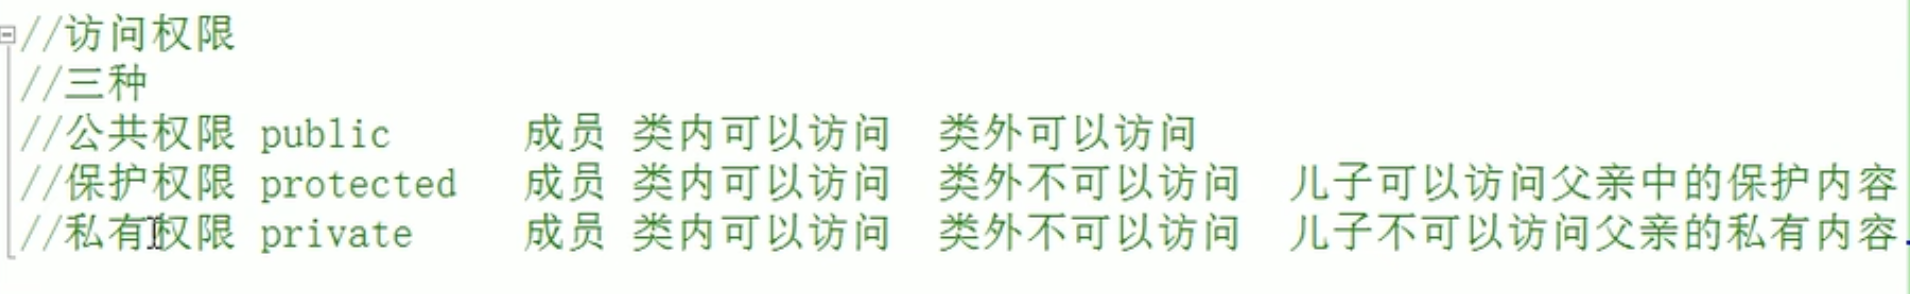 //访问权限
//三种
//公共权限 public 成员 类内可以访问 类外可以访问
//保护权限 protected 成员 类内可以访问 类外不可以访问 儿子可以访问父亲中的保护内容
//私有权限 private 成员 类内可以访问 类外不可以访问 儿子不可以访问父亲的私有内容